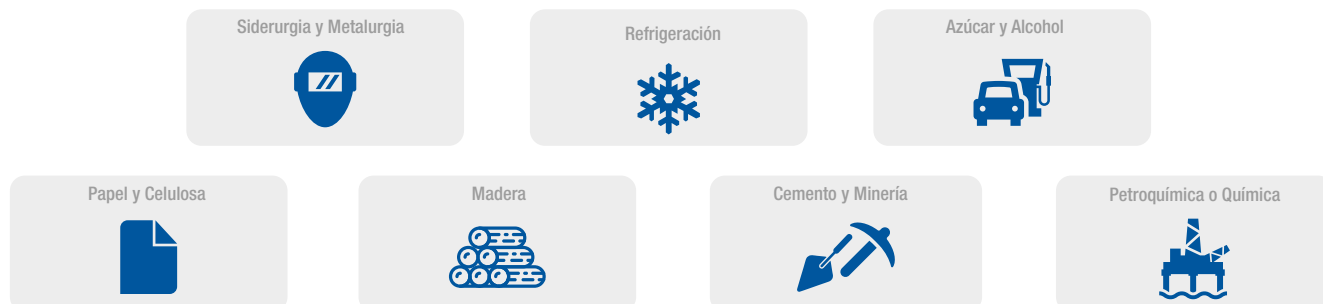 Siderurgia y Metalurgia
Refrigeración
Azúcar y Alcohol
Papel y Celulosa
Madera
Cemento y Minería
Petroquímica o Química